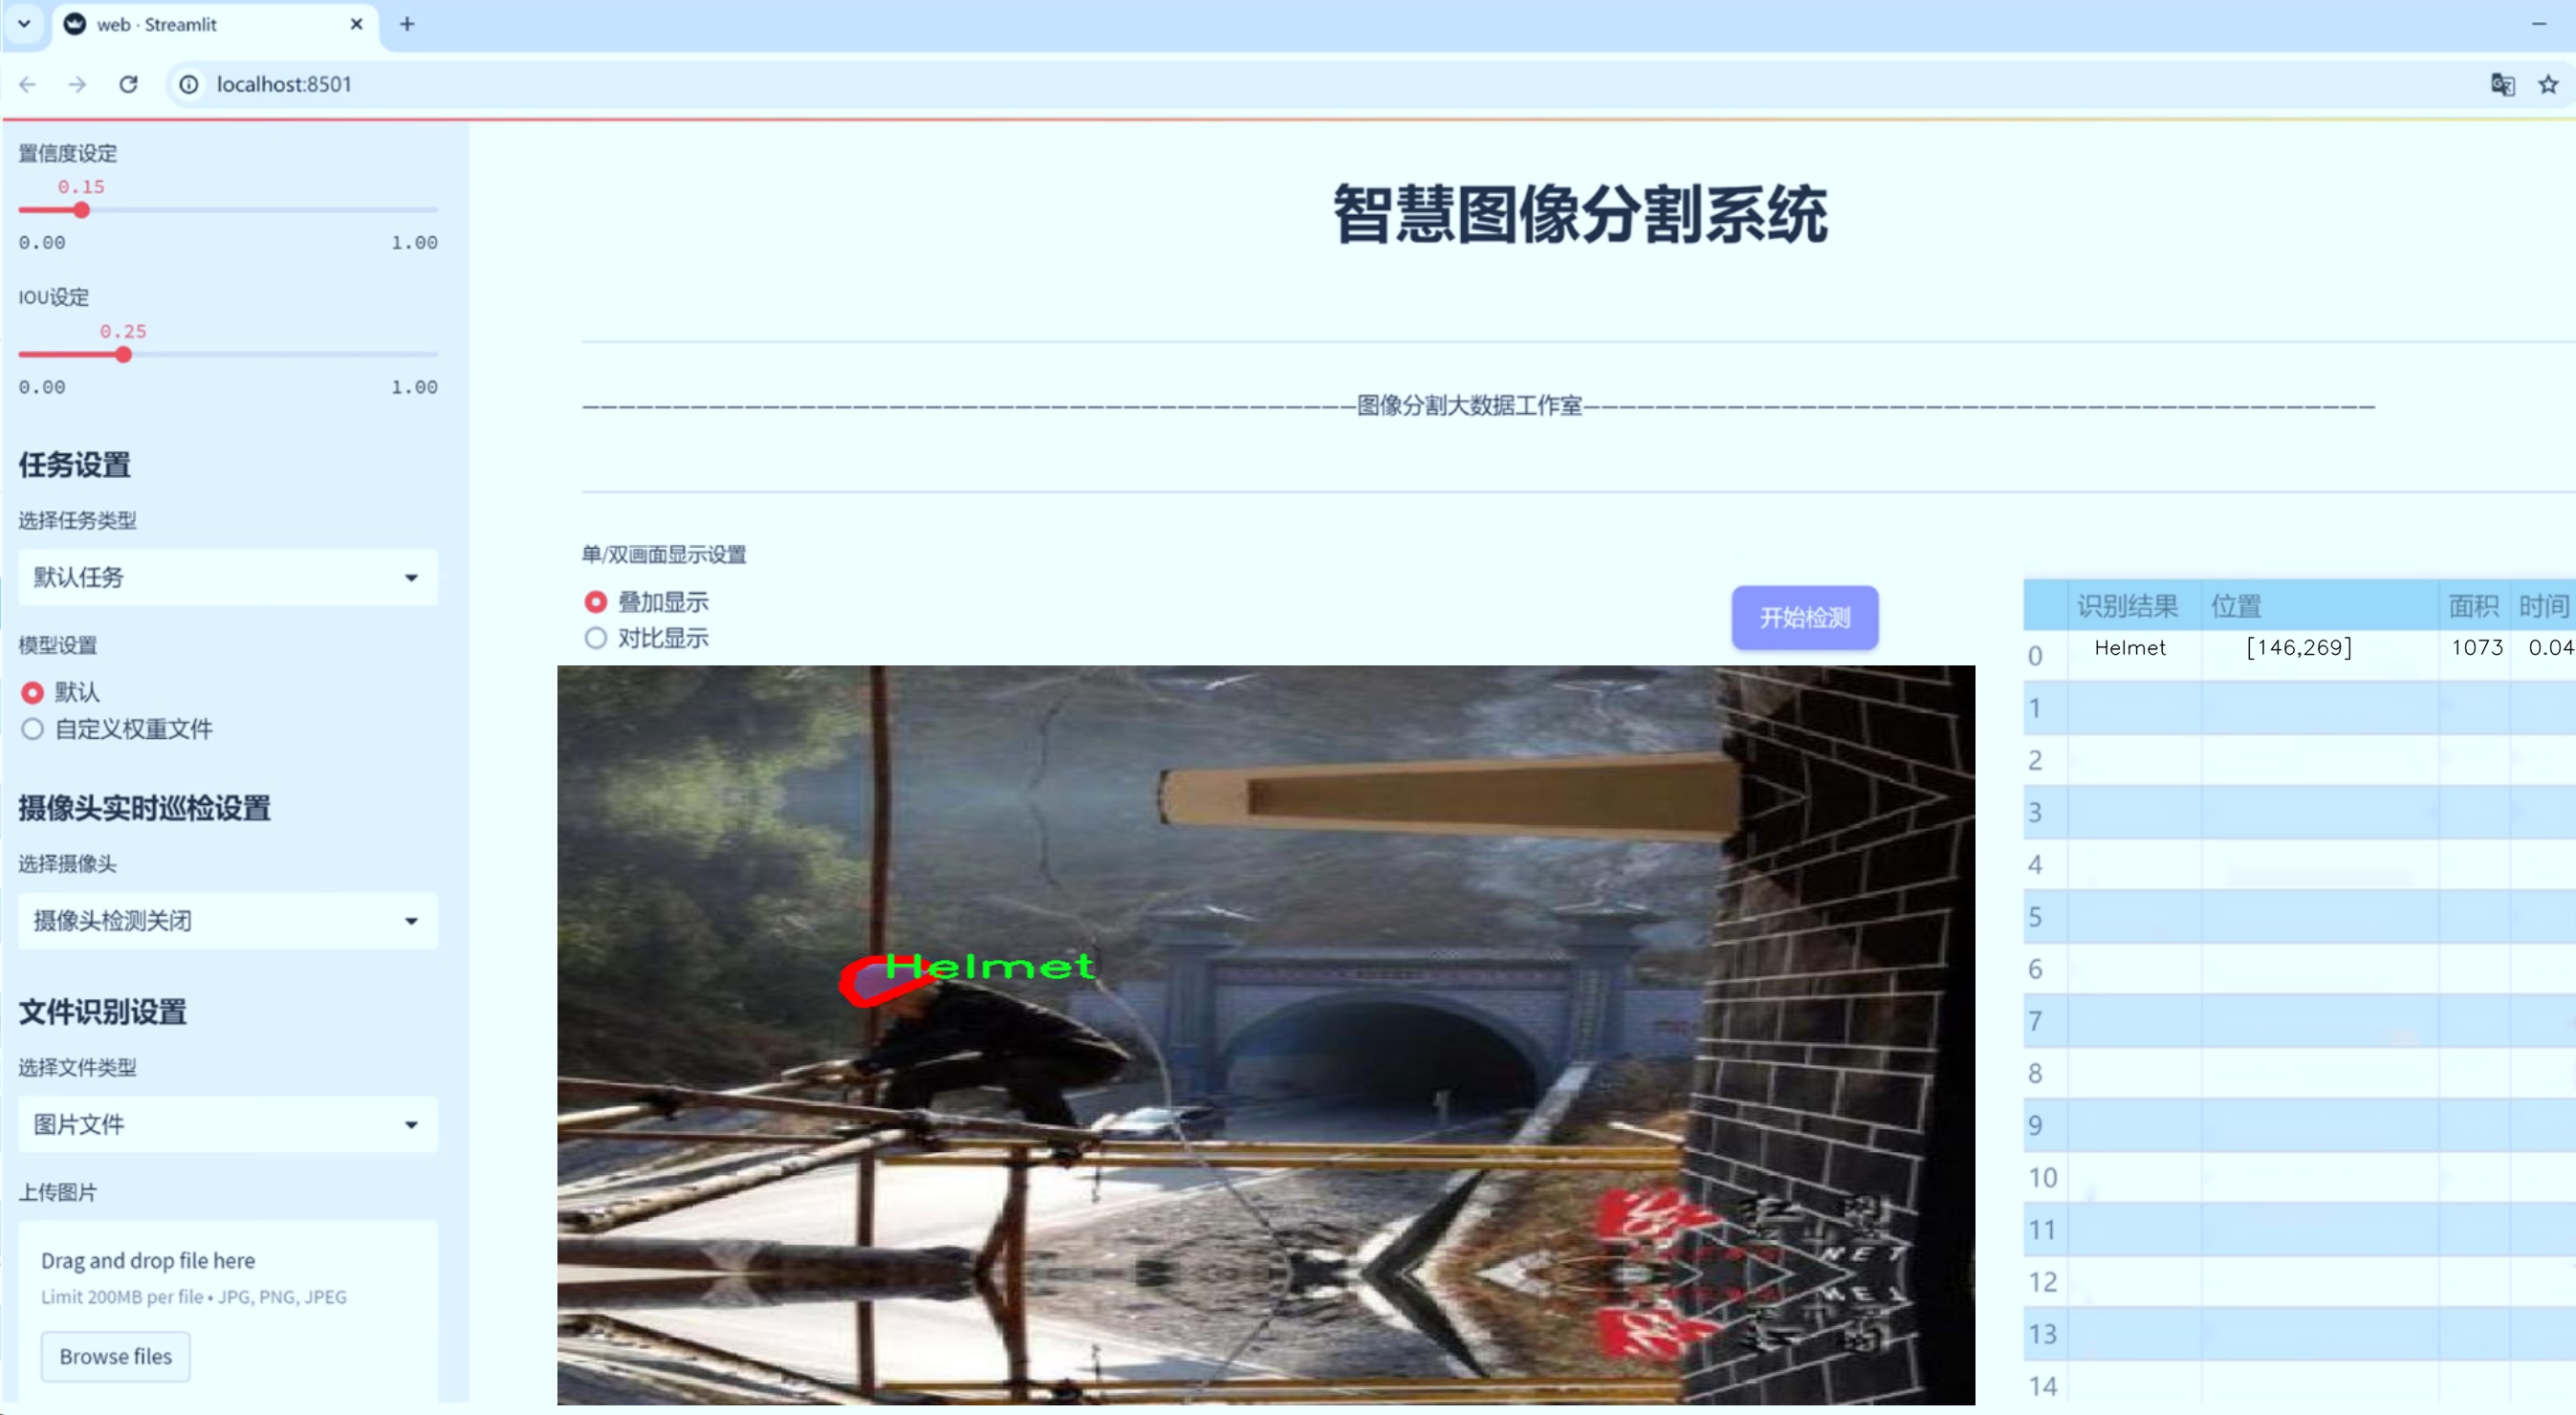 web · Streamlit
localhost:8501
置信度设定
0.15
0.00 1.00
IOU设定
0.25
0.00 1.00
任务设置
选择任务类型
默认任务
模型设置
默认
自定义权重文件
摄像头实时巡检设置
选择摄像头
摄像头检测关闭
文件识别设置
选择文件类型
图片文件
上传图片
Drag and drop file here
Limit 200MB per file • JPG, PNG, JPEG
Browse files
智慧图像分割系统
图像分割大数据工作室
单/双画面显示设置
叠加显示
对比显示
开始检测
Helmet
NET
识别结果 位置 面积 时间
0 Helmet [146,269] 1073 0.04
1
2
3
4
5
6
7
8
9
10
11
12
13
14